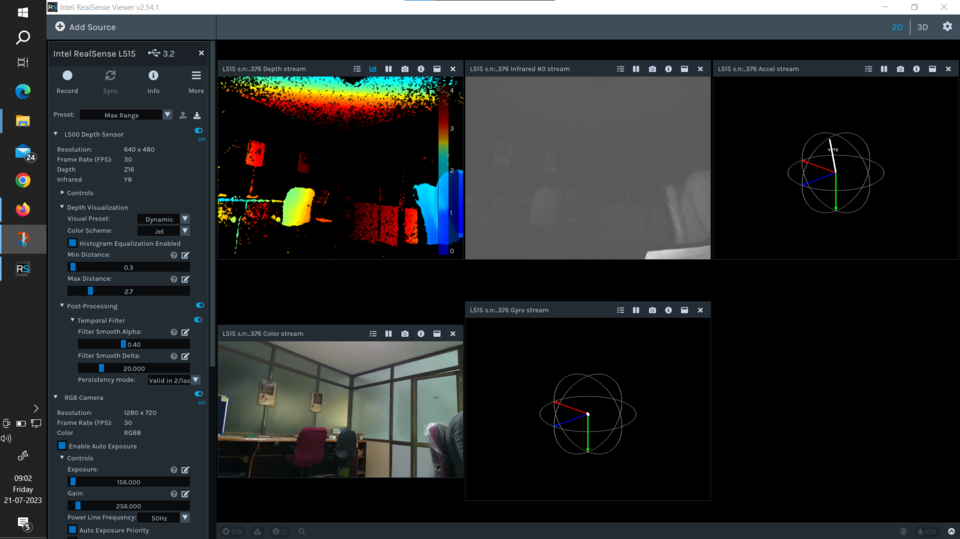 Intel RealSense Viewer v2.54.1
Add Source
2D
3D
Intel RealSense L515
3.2
Record
Sync
Info
More
Preset:
Max Range
L500 Depth Sensor
on
Resolution:
640 x 480
Frame Rate (FPS):
30
Depth
Z16
Infrared
Y8
Controls
Depth Visualization
Visual Preset:
Dynamic
Color Scheme:
Jet
Histogram Equalization Enabled
Min Distance:
0.3
Max Distance:
2.7
Post-Processing
Temporal Filter
Filter Smooth Alpha:
0.40
Filter Smooth Delta:
20.000
Persistency mode:
Valid in 2/las
RGB Camera
on
Resolution:
1280 x 720
Frame Rate (FPS):
30
Color
RGB8
Enable Auto Exposure
Controls
Exposure:
156.000
Gain:
256.000
Power Line Frequency:
50Hz
Auto Exposure Priority
L515 s.n:..376 Depth stream
4
3
2
1
0
L515 s.n:..376 Infrared #0 stream
L515 s.n:..376 Accel stream
L515 s.n:..376 Color stream
L515 s.n:..376 Gyro stream
24
RS
09:02
Friday
21-07-2023
5